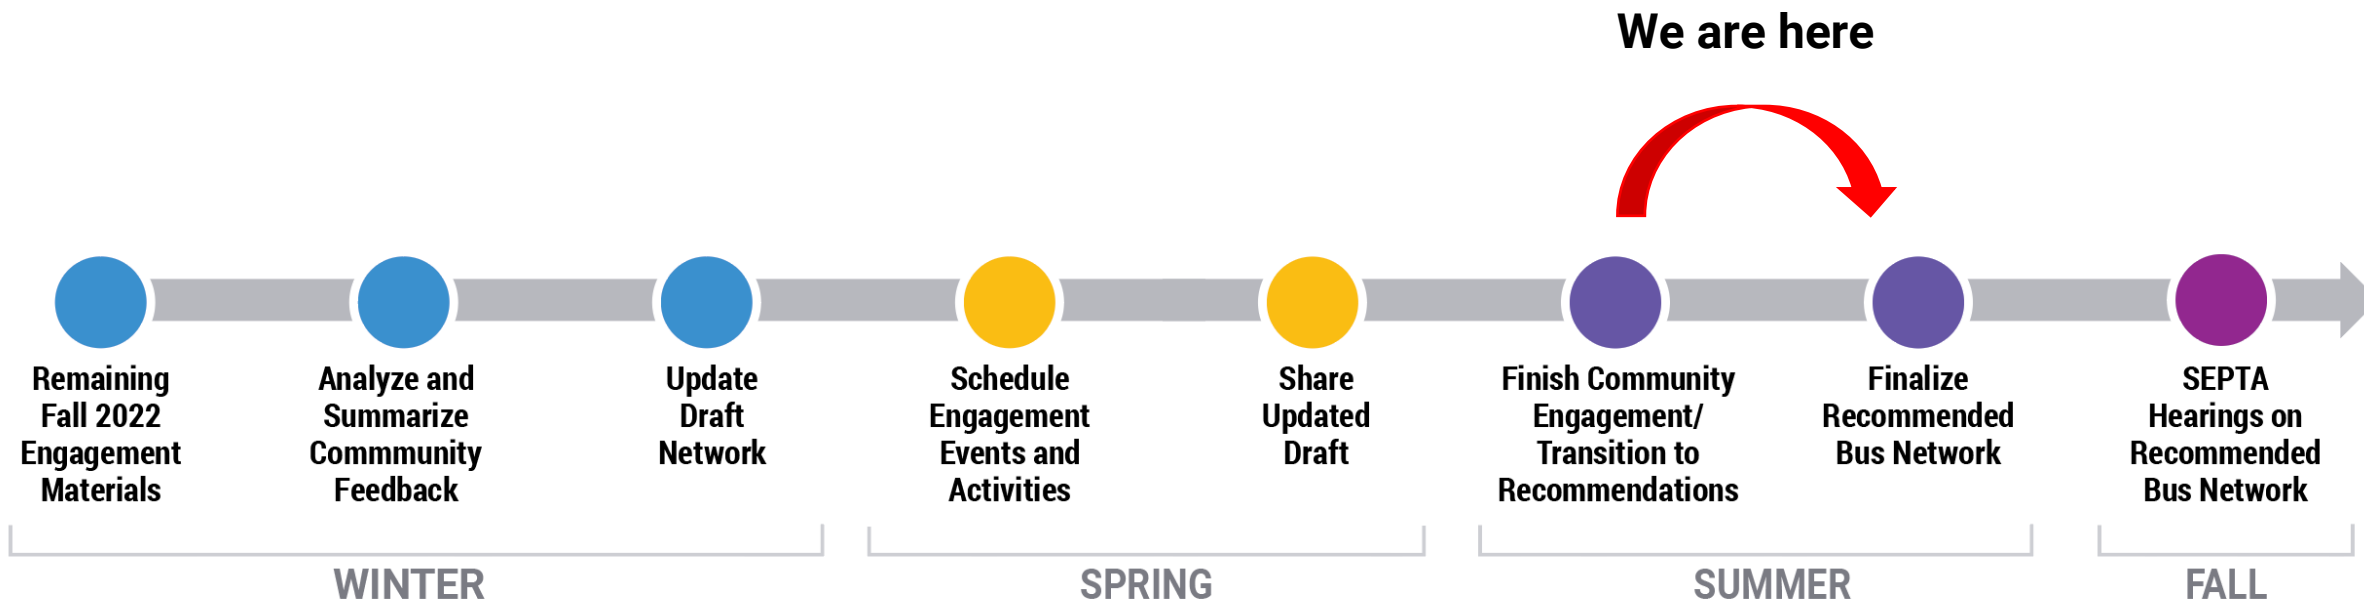 We are here
Remaining
Fall 2022
Engagement
Materials
Analyze and
Summarize
Commmunity
Feedback
Update
Draft
Network
Schedule
Engagement
Events and
Activities
Share
Updated
Draft
Finish Community
Engagement/
Transition to
Recommendations
Finalize
Recommended
Bus Network
SEPTA
Hearings on
Recommended
Bus Network
WINTER
SPRING
SUMMER
FALL